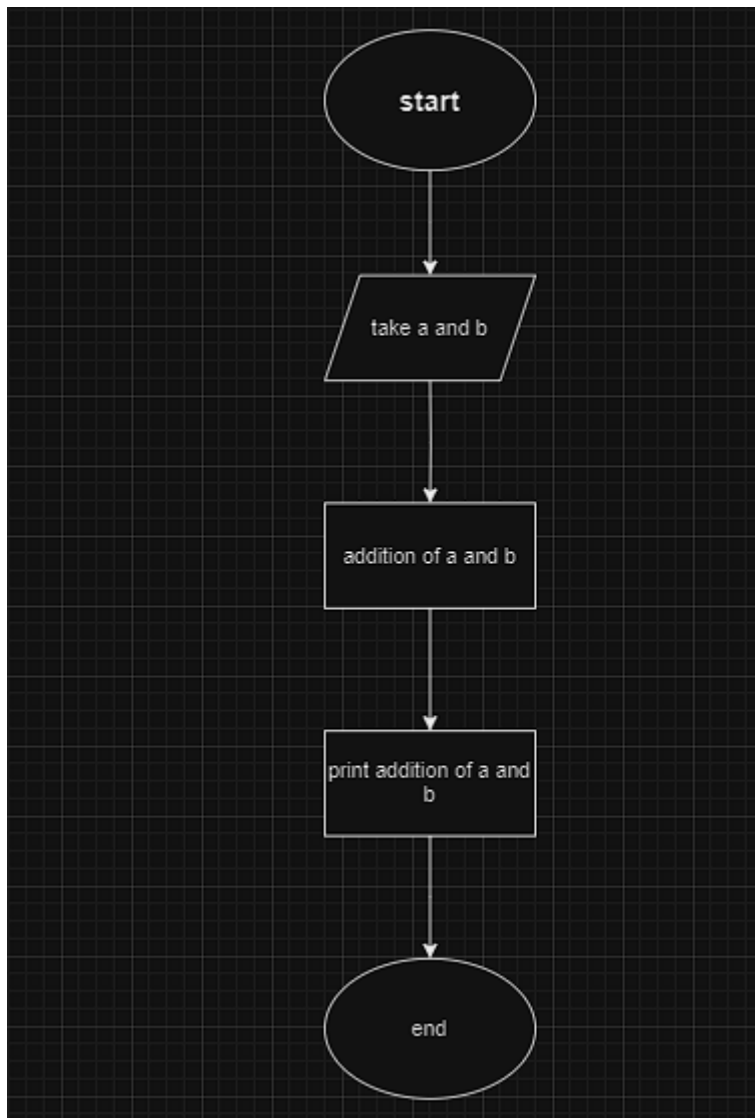 start
take a and b
addition of a and b
print addition of a and
b
end